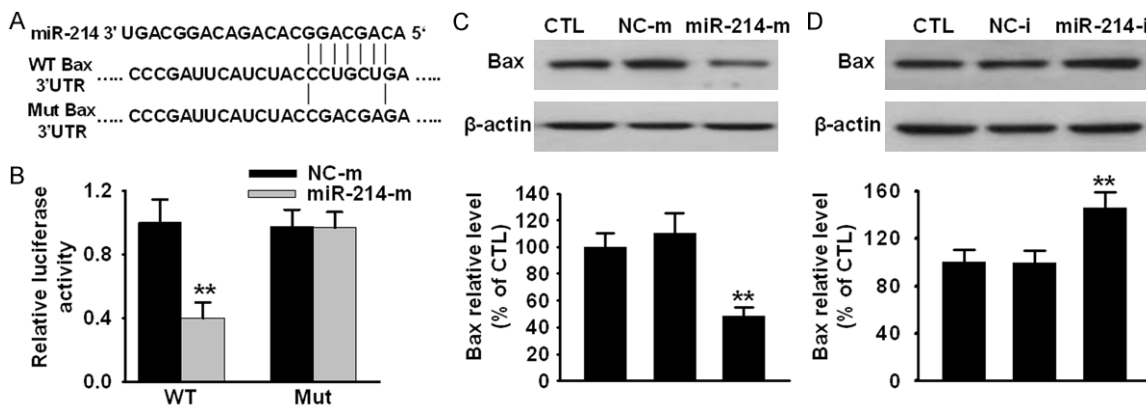 A
miR-214 3' UGACGGACAGACACGGACGACA 5'
WT Bax 3'UTR ..... CCCGAUUCAUCUACCCUGCUGA .....
Mut Bax 3'UTR ..... CCCGAUUCAUCUACCGACGAGA .....
B
NC-m
miR-214-m
Relative luciferase activity
1.2
0.8
0.4
0.0
**
WT Mut
C
CTL NC-m miR-214-m
Bax
β-actin
Bax relative level (% of CTL)
140
120
100
80
60
40
20
0
**
D
CTL NC-i miR-214-i
Bax
β-actin
Bax relative level (% of CTL)
160
120
80
40
0
**